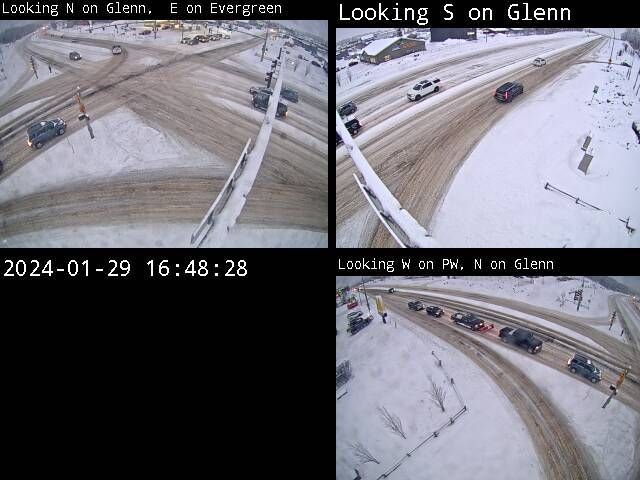 Looking N on Glenn,  E on Evergreen
Looking S on Glenn
2024-01-29 16:48:28
Looking W on PW, N on Glenn